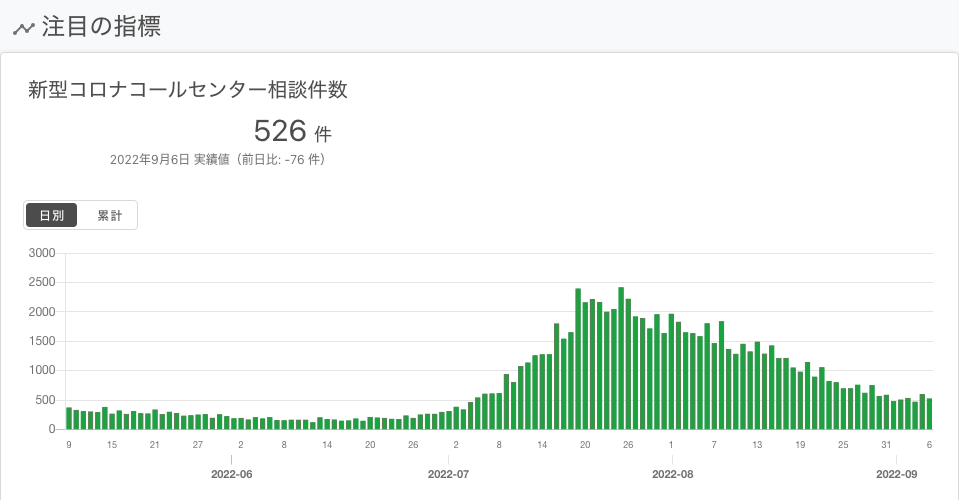 注目の指標
新型コロナコールセンター相談件数
526 件
2022年9月6日 実績値（前日比: -76 件）
日別 累計
3000
2500
2000
1500
1000
500
0
9 15 21 27 2 8 14 20 26 2 8 14 20 26 1 7 13 19 25 31 6
2022-06 2022-07 2022-08 2022-09